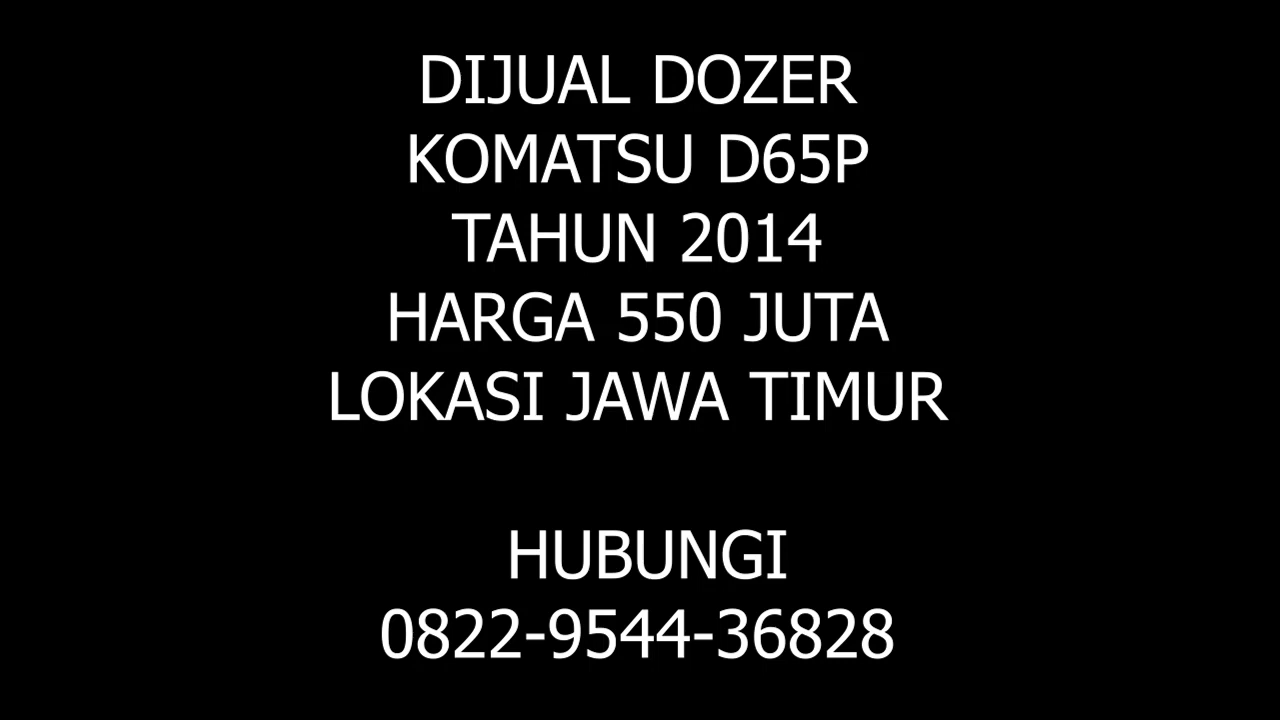 DIJUAL DOZER
KOMATSU D65P
TAHUN 2014
HARGA 550 JUTA
LOKASI JAWA TIMUR
HUBUNGI
0822-9544-36828